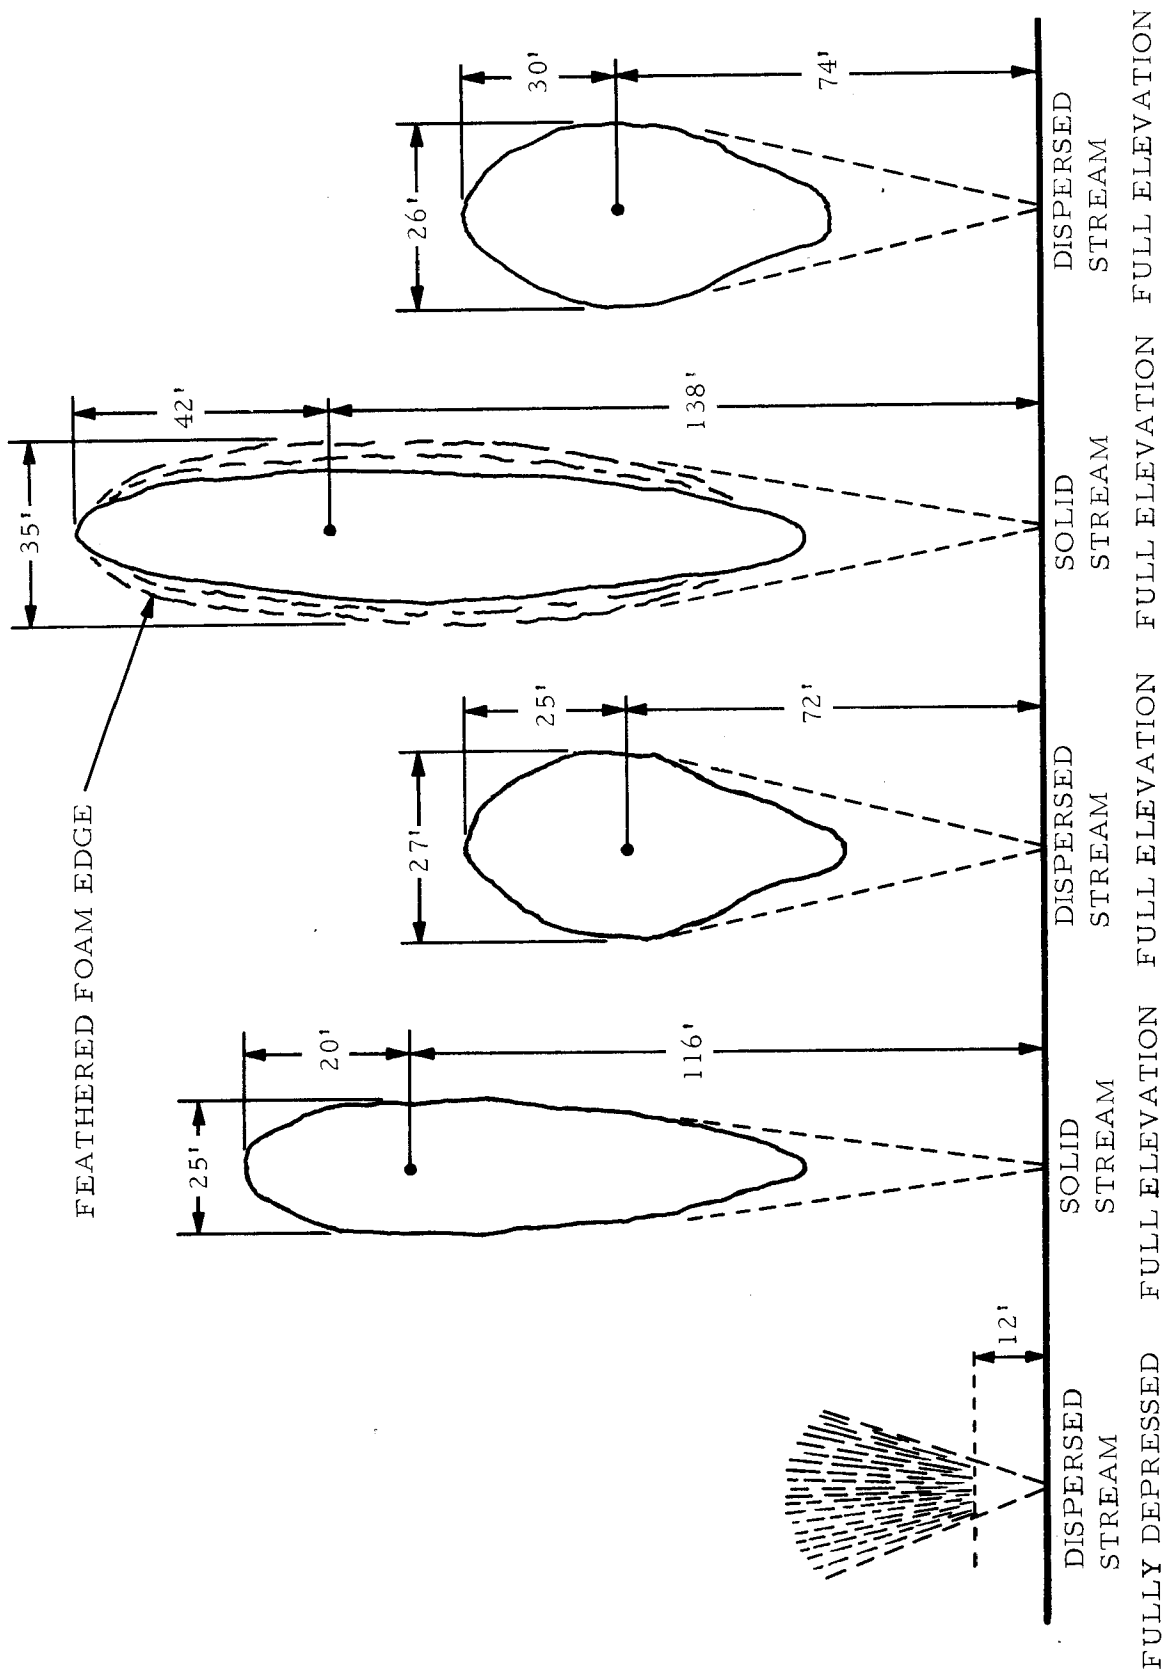 FEATHERED FOAM EDGE
12'
25'
20'
116'
27'
25'
72'
35'
42'
138'
26'
30'
74'
DISPERSED
STREAM
FULLY DEPRESSED
SOLID
STREAM
FULL ELEVATION
DISPERSED
STREAM
FULL ELEVATION
SOLID
STREAM
FULL ELEVATION
DISPERSED
STREAM
FULL ELEVATION